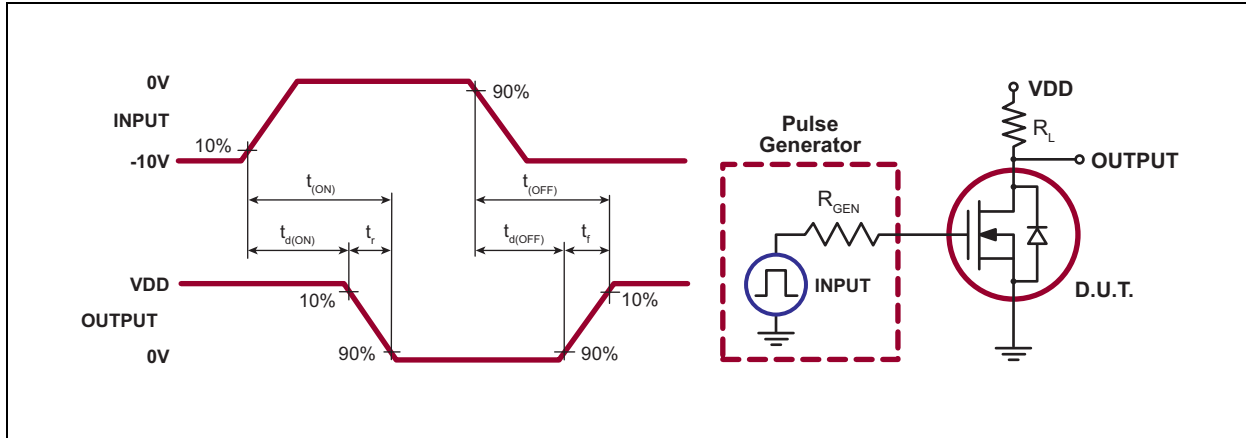 0V
INPUT
-10V
10%
90%
t(ON)
t(OFF)
td(ON)
tr
td(OFF)
tf
VDD
OUTPUT
0V
10%
90%
90%
10%
Pulse
Generator
RGEN
INPUT
VDD
RL
OUTPUT
D.U.T.